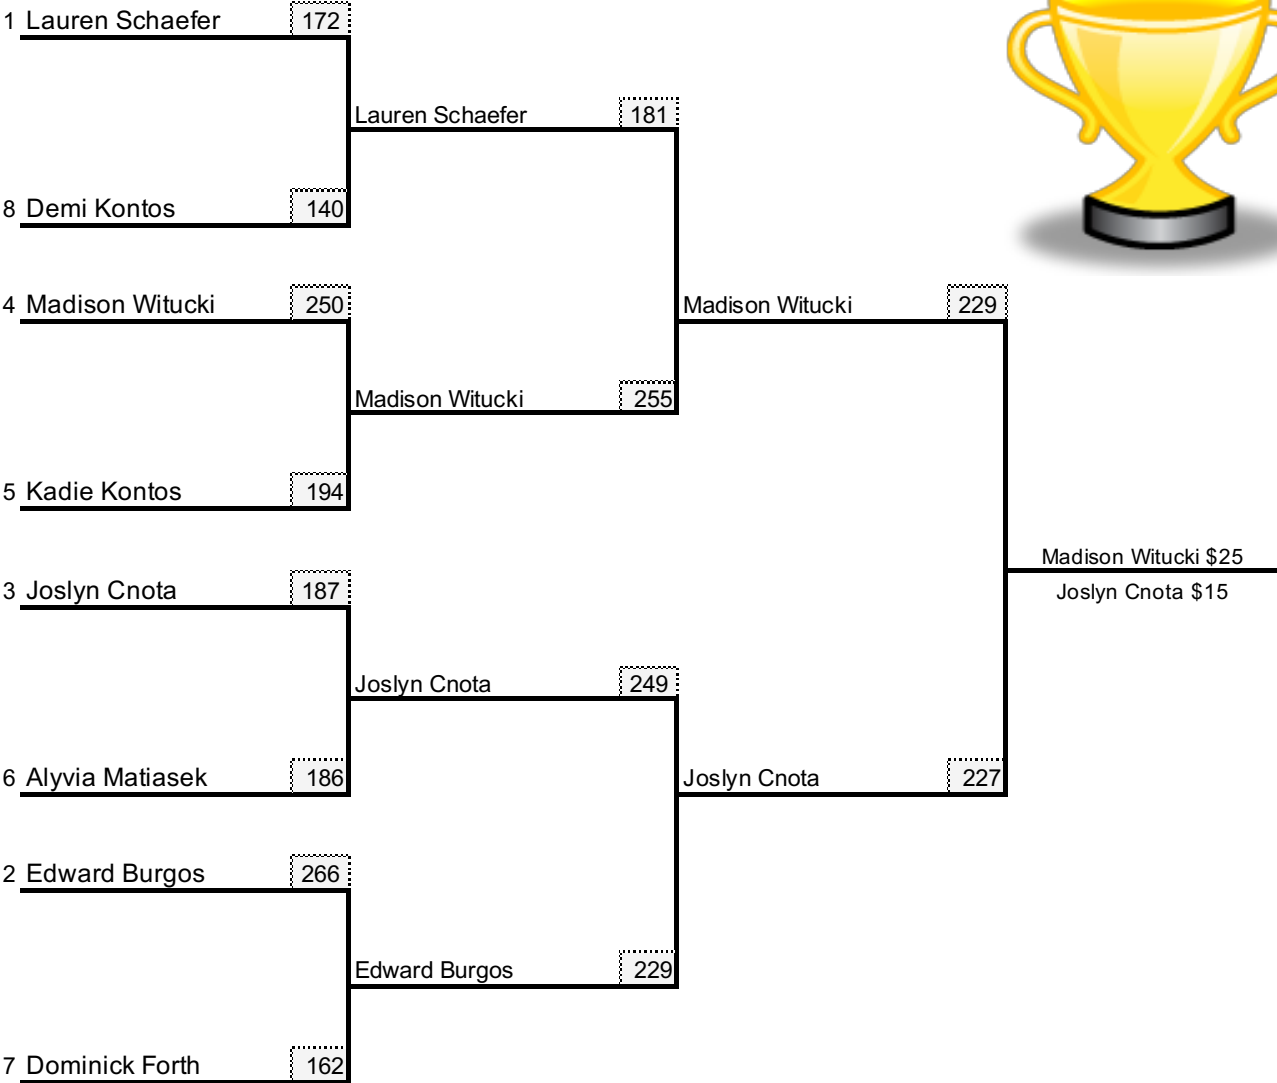 1 Lauren Schaefer 172
Lauren Schaefer 181
8 Demi Kontos 140
4 Madison Witucki 250
Madison Witucki 229
Madison Witucki 255
5 Kadie Kontos 194
Madison Witucki $25
3 Joslyn Cnota 187
Joslyn Cnota $15
Joslyn Cnota 249
6 Alyvia Matiasek 186
Joslyn Cnota 227
2 Edward Burgos 266
Edward Burgos 229
7 Dominick Forth 162